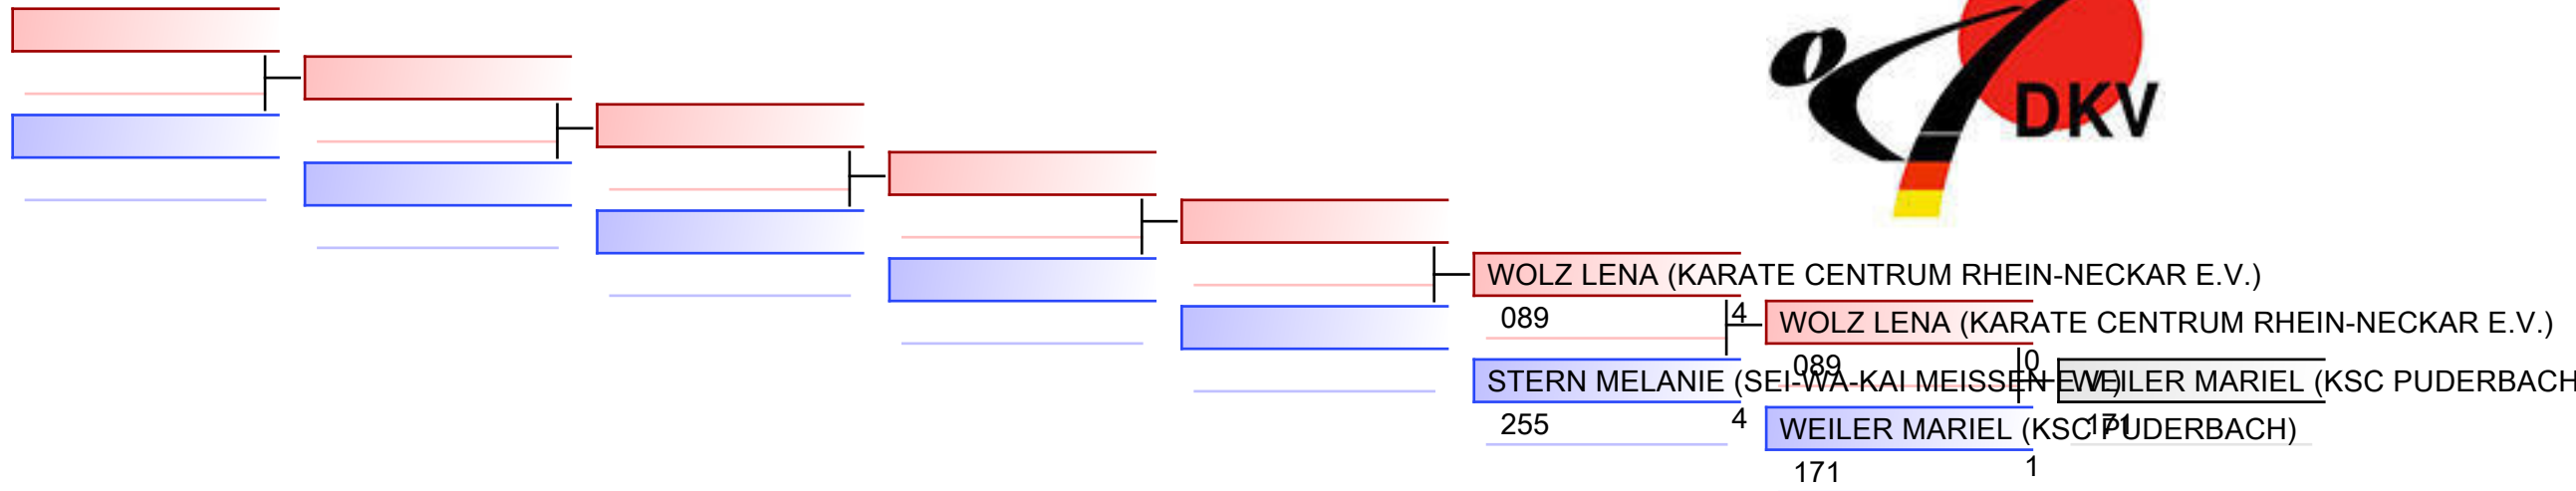 DKV
WOLZ LENA (KARATE CENTRUM RHEIN-NECKAR E.V.)
089
4
WOLZ LENA (KARATE CENTRUM RHEIN-NECKAR E.V.)
089
0
STERN MELANIE (SEI-WA-KAI MEISSEN E.V.)
WEILER MARIEL (KSC PUDERBACH
255
4
171
WEILER MARIEL (KSC PUDERBACH)
171
1